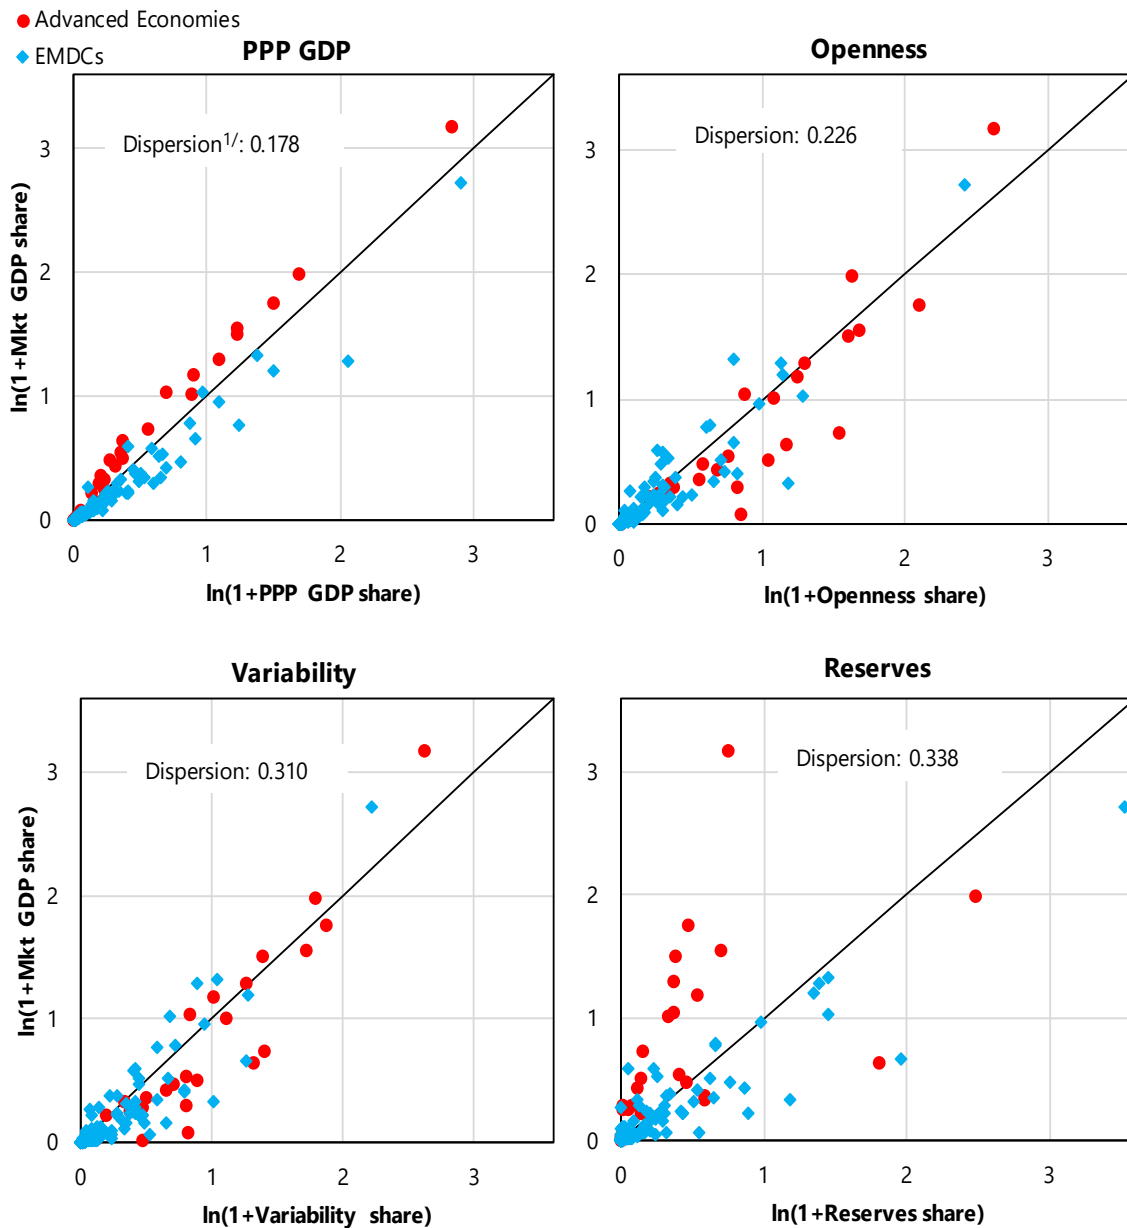 Advanced Economies
EMDCs
PPP GDP
Dispersion1/: 0.178
ln(1+Mkt GDP share)
3
2
1
0
0 1 2 3
ln(1+PPP GDP share)
Openness
Dispersion: 0.226
3
2
1
0
0 1 2 3
ln(1+Openness share)
Variability
Dispersion: 0.310
ln(1+Mkt GDP share)
3
2
1
0
0 1 2 3
ln(1+Variability share)
Reserves
Dispersion: 0.338
3
2
1
0
0 1 2 3
ln(1+Reserves share)